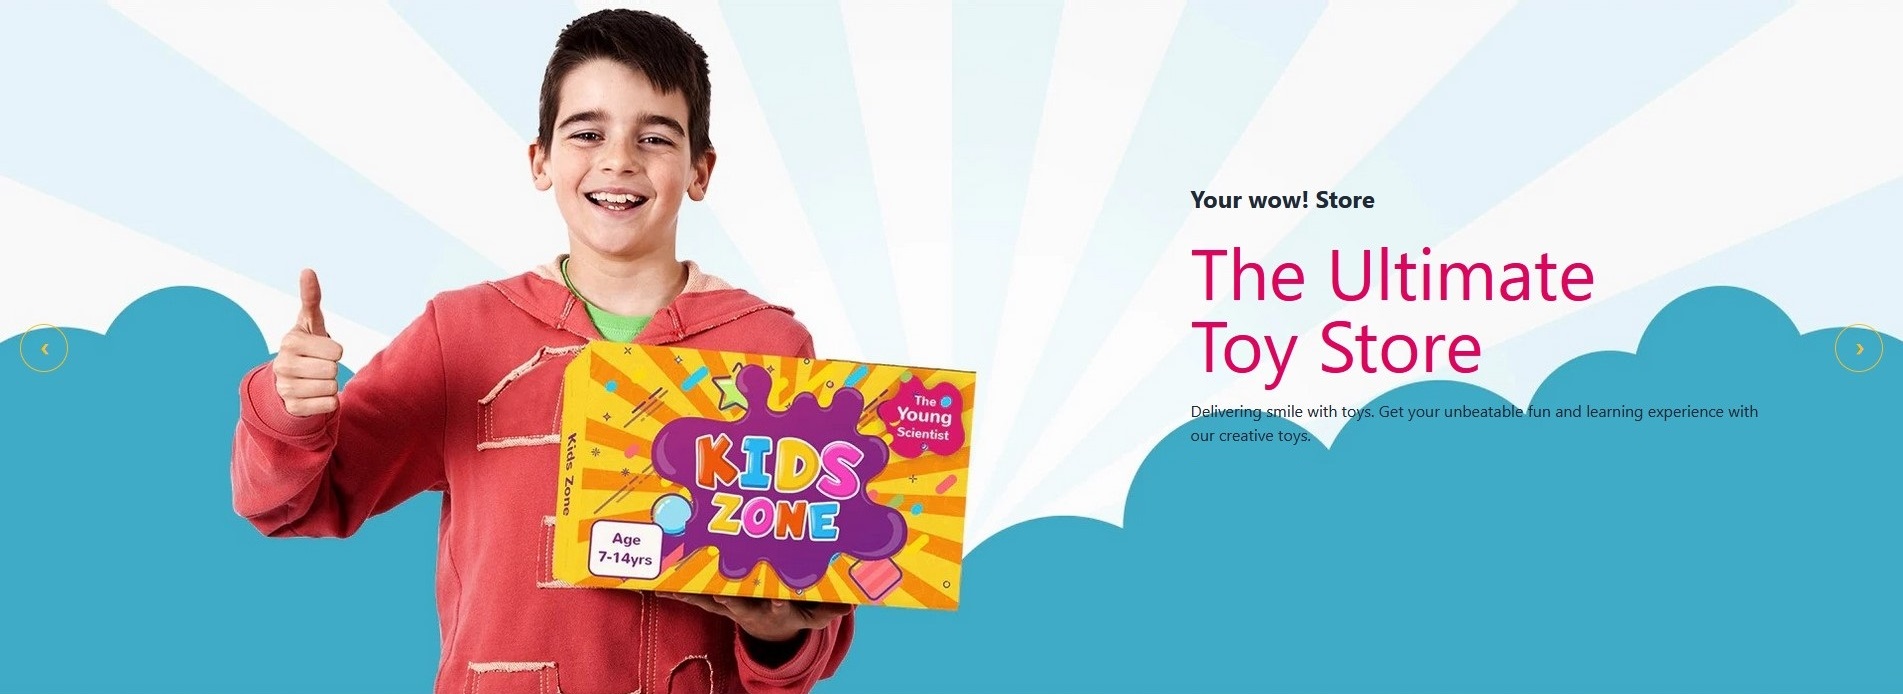 Your wow! Store
The Ultimate
Toy Store
Delivering smile with toys. Get your unbeatable fun and learning experience with
our creative toys.
The
Young
Scientist
KIDS
ZONE
Kids Zone
Age
7-14yrs